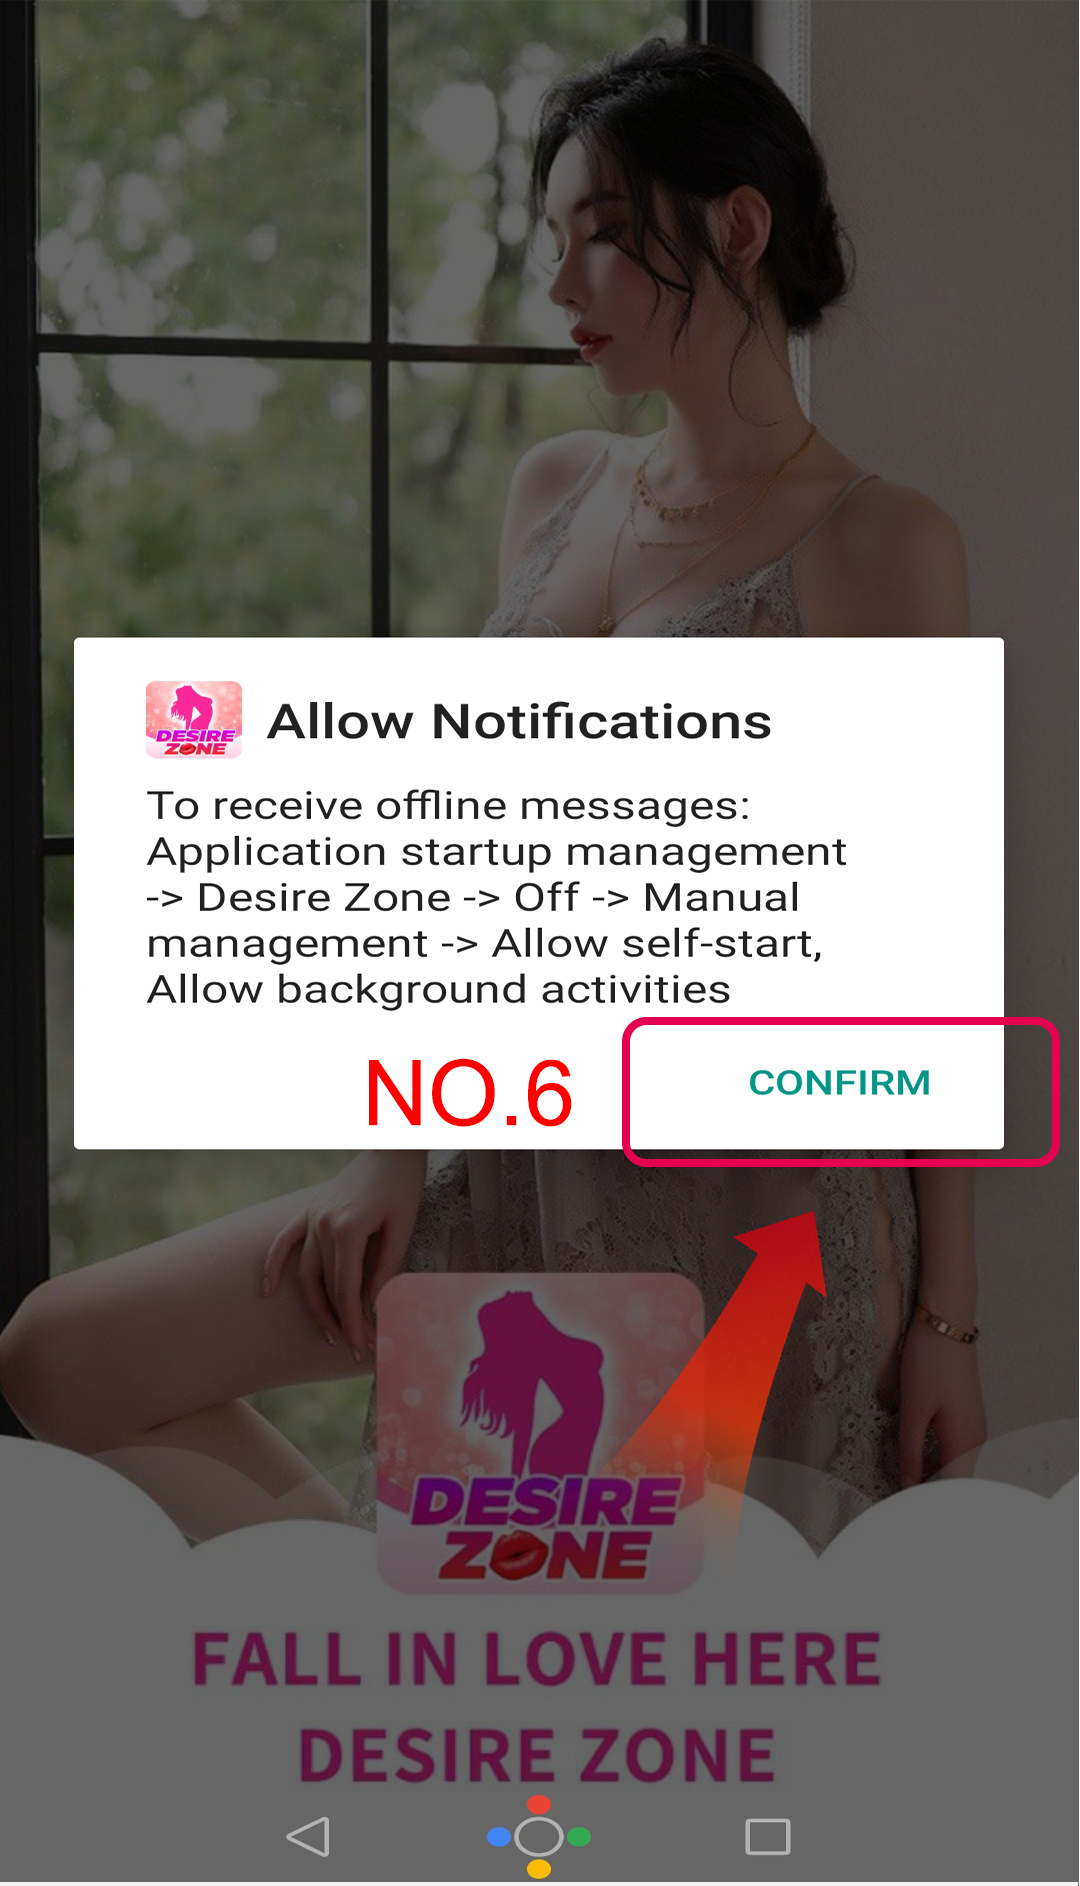 DESIRE
ZONE
Allow Notifications
To receive offline messages:
Application startup management
-> Desire Zone -> Off -> Manual
management -> Allow self-start,
Allow background activities
NO.6
CONFIRM
DESIRE
ZONE
FALL IN LOVE HERE
DESIRE ZONE